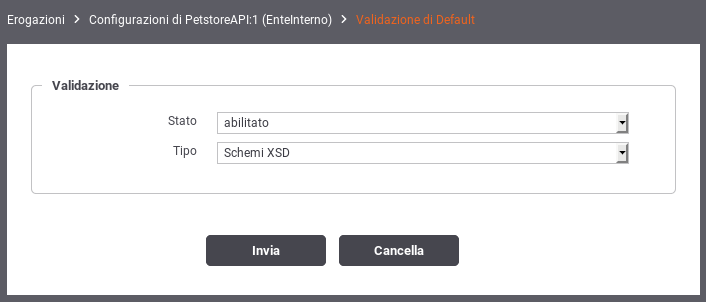 Erogazioni > Configurazioni di PetstoreAPI:1 (EnteInterno) > Validazione di Default
Validazione
Stato abilitato
Tipo Schemi XSD
Invia Cancella